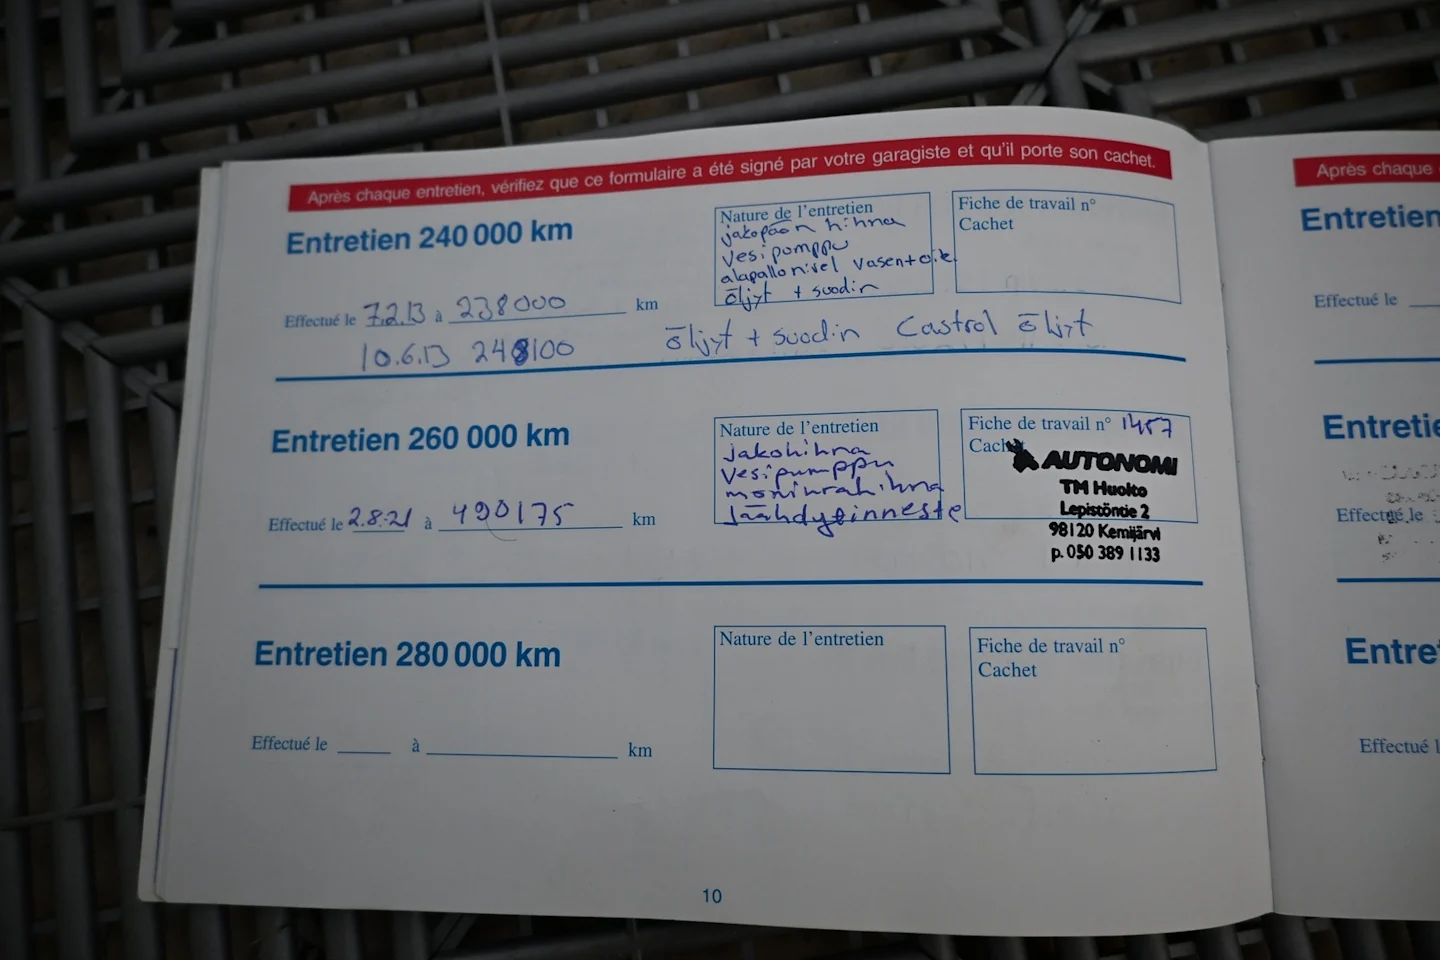 Après chaque entretien, vérifiez que ce formulaire a été signé par votre garagiste et qu'il porte son cachet.
Entretien 240 000 km
Nature de l'entretien
jakopään hihna
vesipumppu
alapallonivel vasen+oik.
öljyt + suodin
Fiche de travail n°
Cachet
Effectué le 7.2.13 à 238000 km
10.6.13 248100 öljyt + suodin Castrol öljyt
Entretien 260 000 km
Nature de l'entretien
jakohihna
vesipumppu
moniurahihna
Jäähdytinneste
Fiche de travail n° 1457
Cachet
AUTONOMI
TM Huolto
Lepistöntie 2
98120 Kemijärvi
p. 050 389 1133
Effectué le 2.8.21 à 490175 km
Entretien 280 000 km
Nature de l'entretien
Fiche de travail n°
Cachet
Effectué le à km
10
Après chaque
Entretien
Effectué le
Entretie
Effectué le
Entre
Effectué l